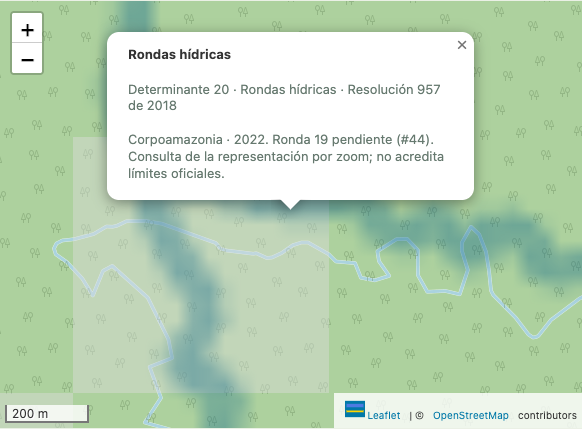 +
−
Rondas hídricas
×
Determinante 20 · Rondas hídricas · Resolución 957
de 2018
Corpoamazonia · 2022. Ronda 19 pendiente (#44).
Consulta de la representación por zoom; no acredita
límites oficiales.
200 m
Leaflet | © OpenStreetMap contributors